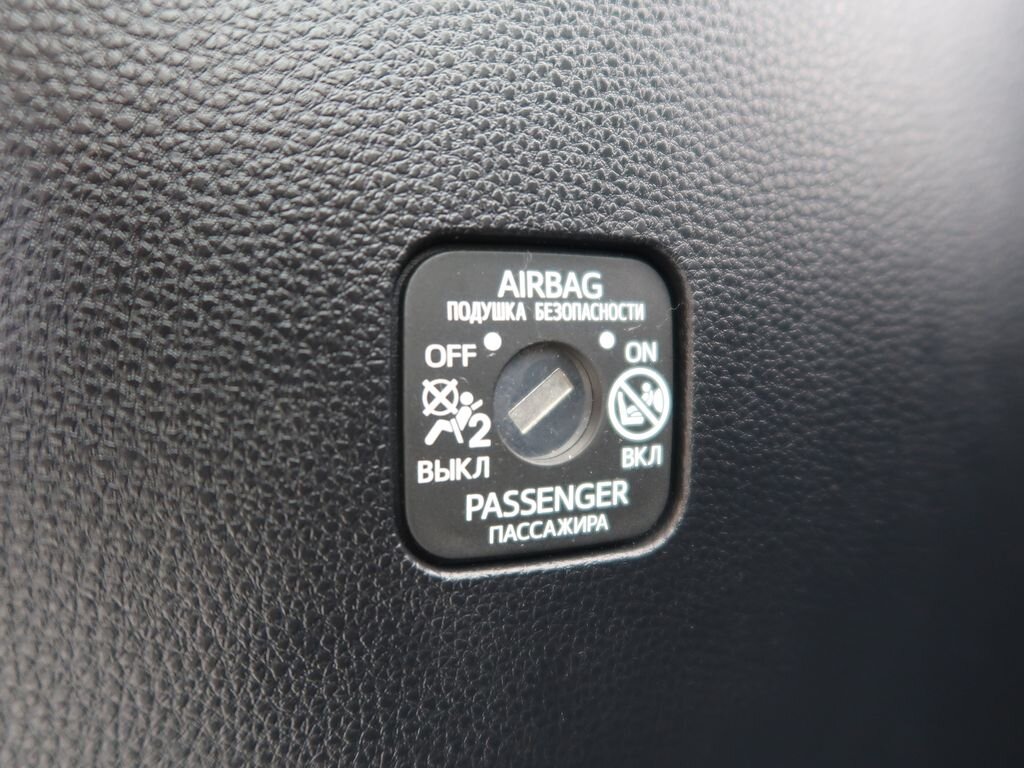 AIRBAG
ПОДУШКА БЕЗОПАСНОСТИ
OFF
ON
2
ВЫКЛ
ВКЛ
PASSENGER
ПАССАЖИРА